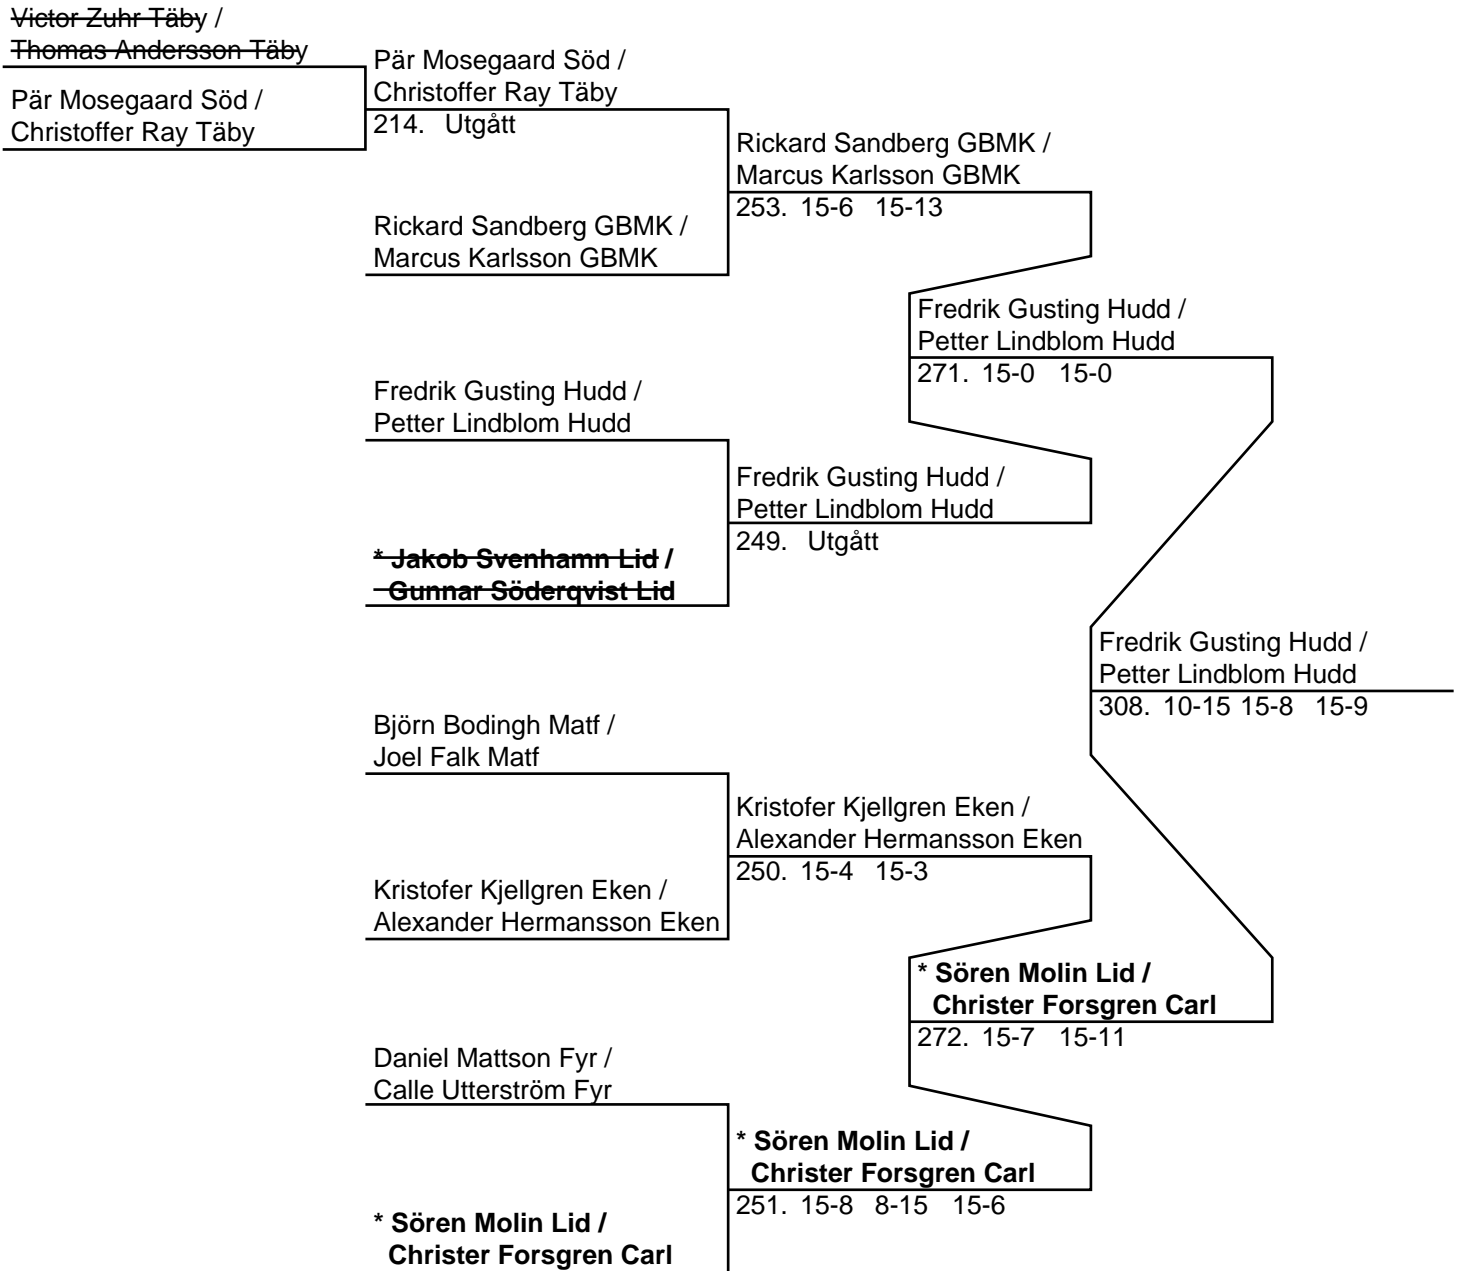 Victor Zuhr Täby /
Thomas Andersson Täby
Pär Mosegaard Söd /
Christoffer Ray Täby
Pär Mosegaard Söd /
Christoffer Ray Täby
214. Utgått
Rickard Sandberg GBMK /
Marcus Karlsson GBMK
Rickard Sandberg GBMK /
Marcus Karlsson GBMK
253. 15-6 15-13
Fredrik Gusting Hudd /
Petter Lindblom Hudd
271. 15-0 15-0
Fredrik Gusting Hudd /
Petter Lindblom Hudd
Fredrik Gusting Hudd /
Petter Lindblom Hudd
249. Utgått
* Jakob Svenhamn Lid /
Gunnar Söderqvist Lid
Fredrik Gusting Hudd /
Petter Lindblom Hudd
308. 10-15 15-8 15-9
Björn Bodingh Matf /
Joel Falk Matf
Kristofer Kjellgren Eken /
Alexander Hermansson Eken
250. 15-4 15-3
Kristofer Kjellgren Eken /
Alexander Hermansson Eken
* Sören Molin Lid /
Christer Forsgren Carl
272. 15-7 15-11
Daniel Mattson Fyr /
Calle Utterström Fyr
* Sören Molin Lid /
Christer Forsgren Carl
251. 15-8 8-15 15-6
* Sören Molin Lid /
Christer Forsgren Carl